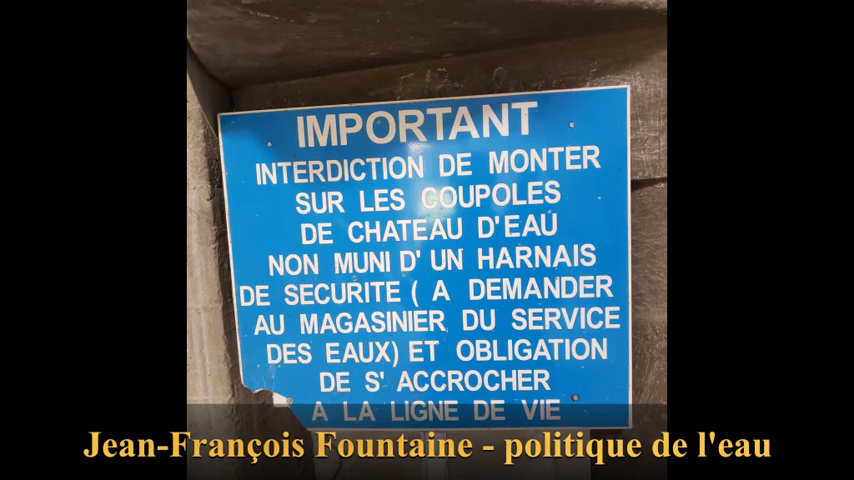 IMPORTANT
INTERDICTION DE MONTER
SUR LES COUPOLES
DE CHATEAU D'EAU
NON MUNI D' UN HARNAIS
DE SECURITE ( A DEMANDER
AU MAGASINIER DU SERVICE
DES EAUX) ET OBLIGATION
DE S' ACCROCHER
A LA LIGNE DE VIE
Jean-François Fountaine - politique de l'eau